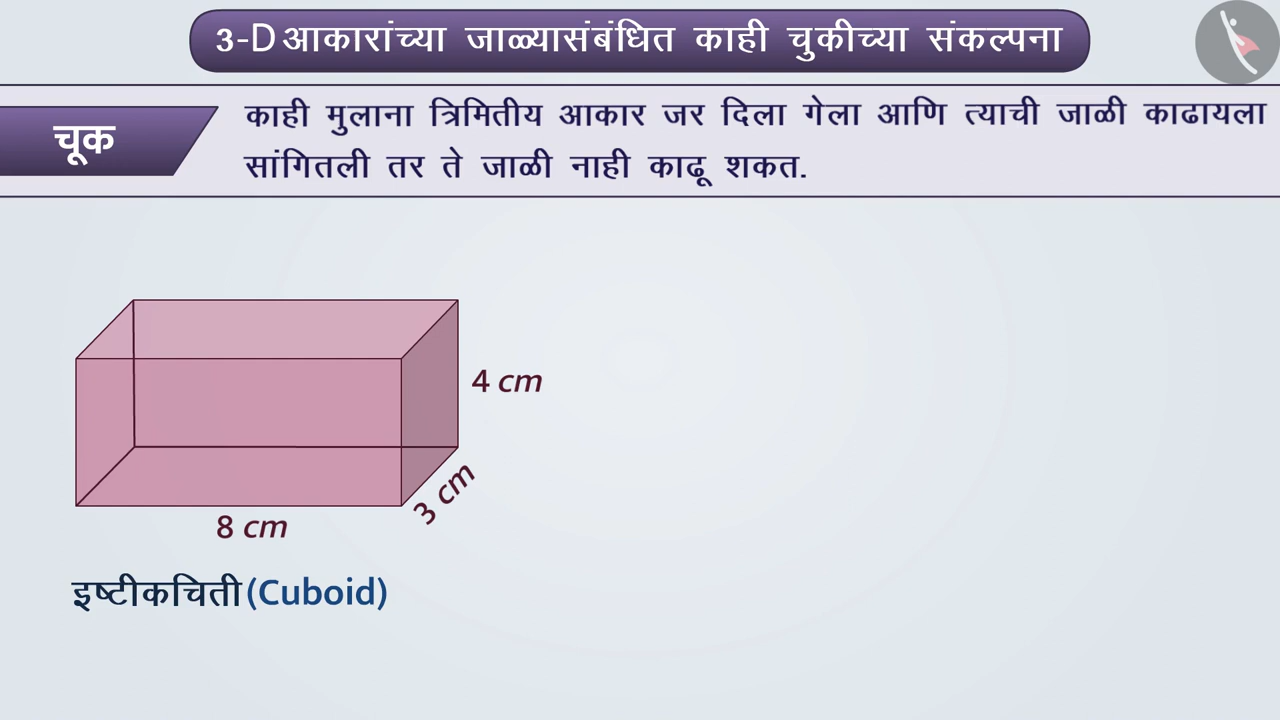 3-D आकारांच्या जाळ्यासंबंधित काही चुकीच्या संकल्पना
चूक
काही मुलाना त्रिमितीय आकार जर दिला गेला आणि त्याची जाळी काढायला
सांगितली तर ते जाळी नाही काढू शकत.
4 cm
3 cm
8 cm
इष्टीकचिती (Cuboid)